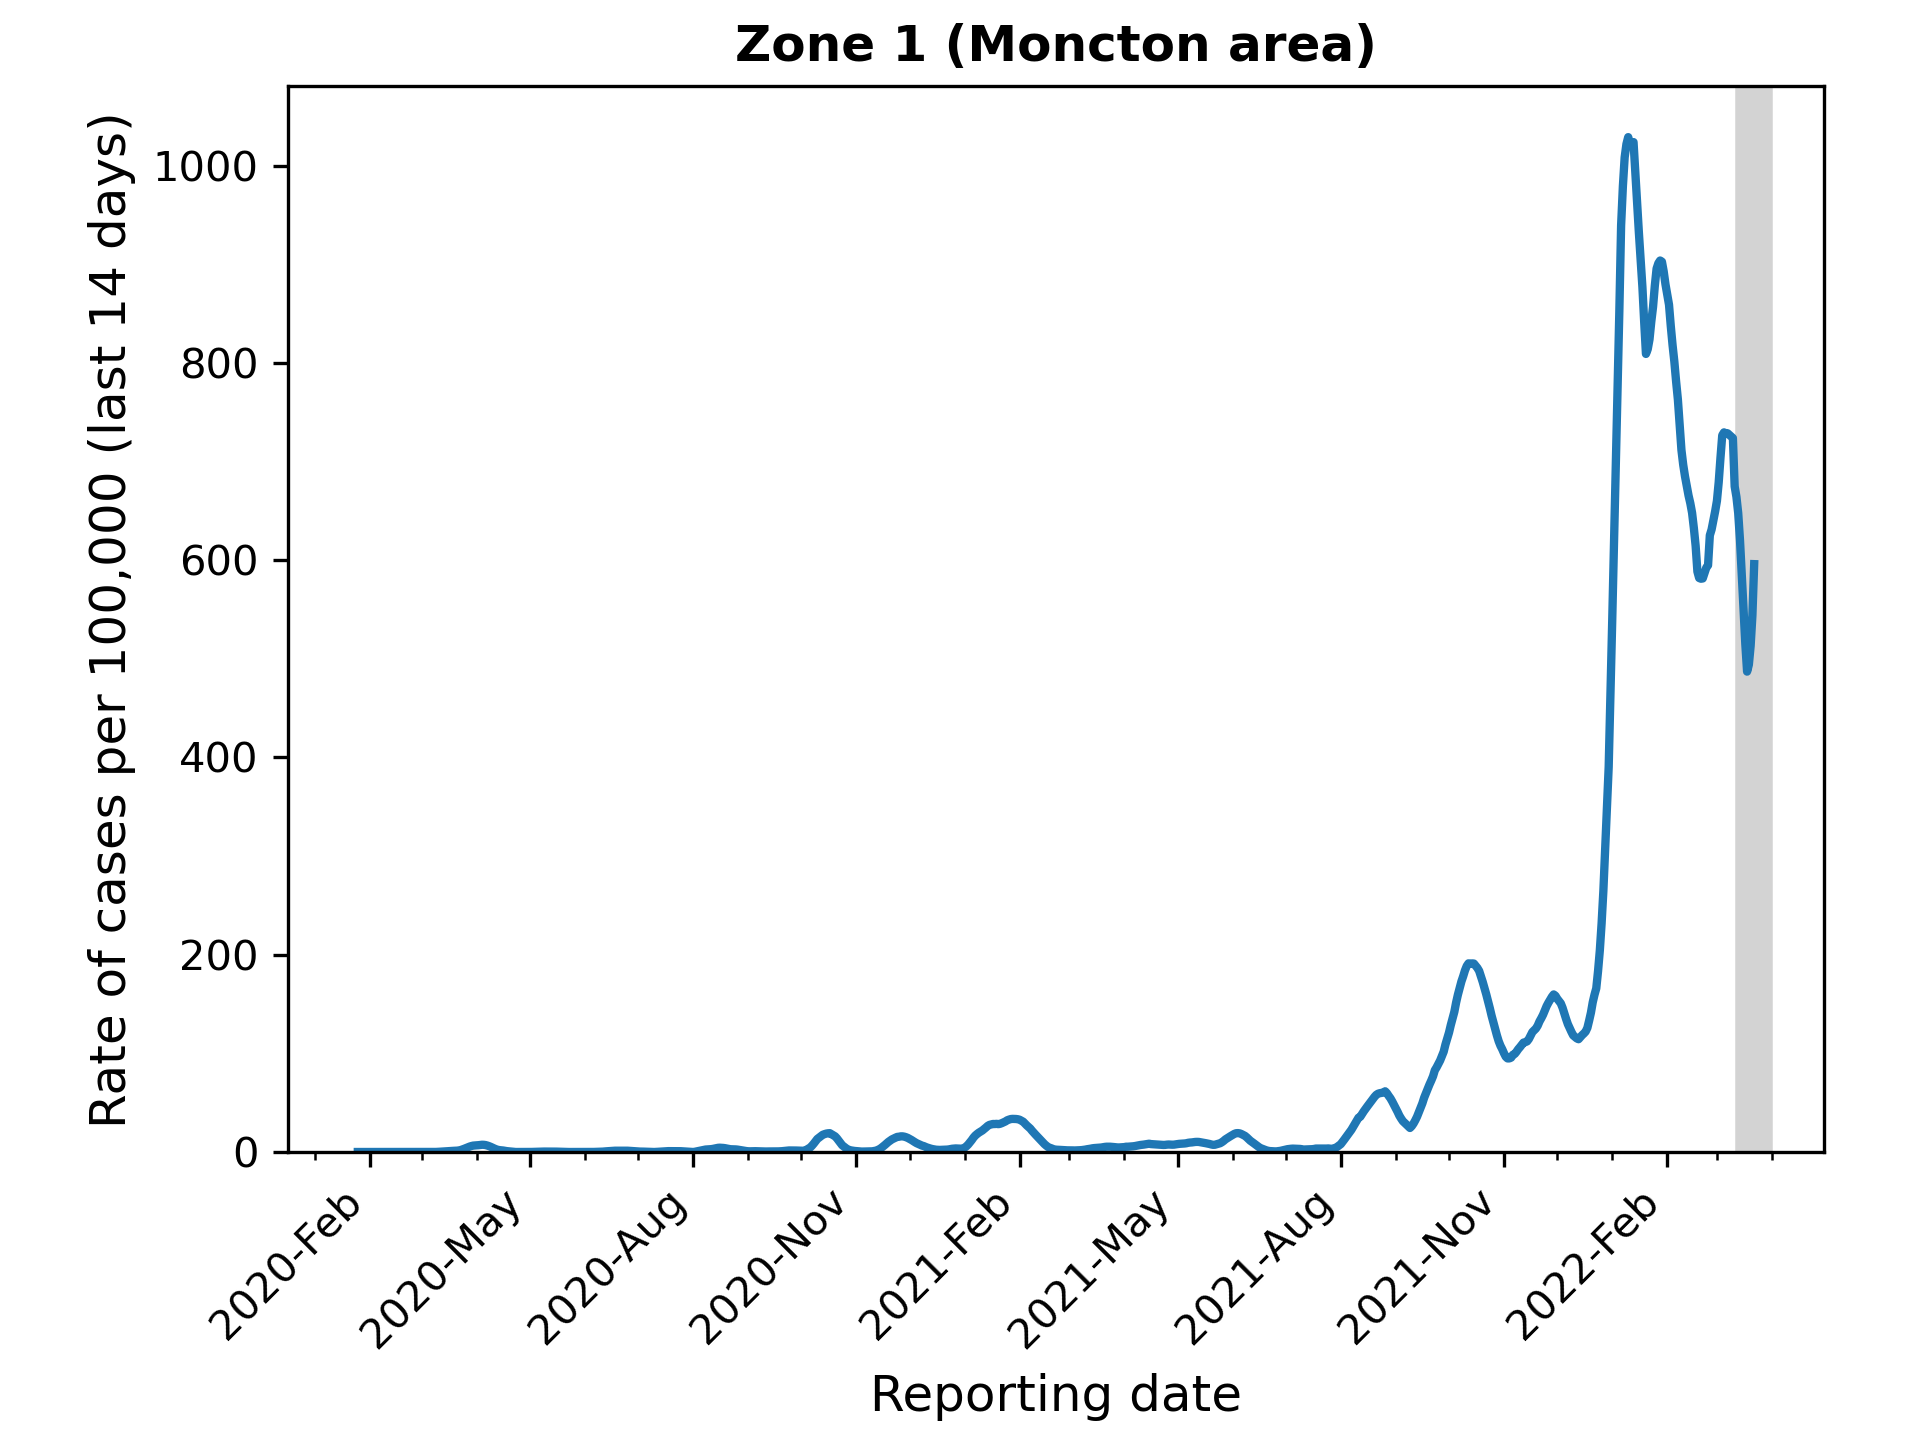 Zone 1 (Moncton area)
Rate of cases per 100,000 (last 14 days)
1000
800
600
400
200
0
2020-Feb
2020-May
2020-Aug
2020-Nov
2021-Feb
2021-May
2021-Aug
2021-Nov
2022-Feb
Reporting date